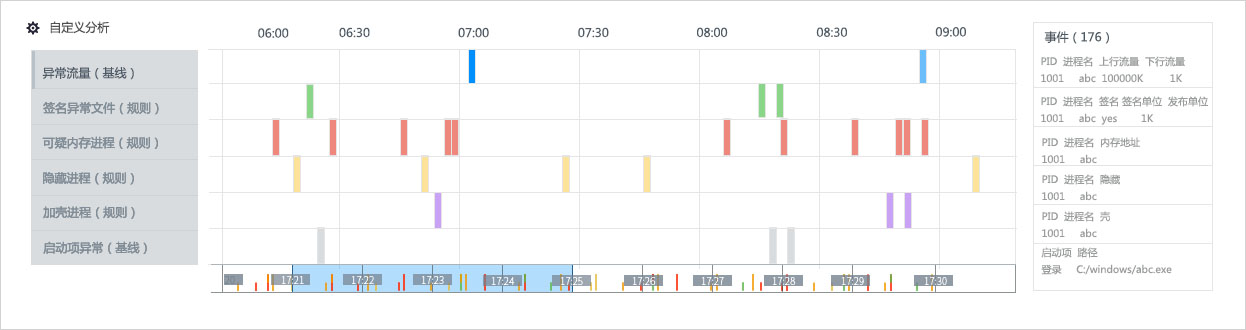 自定义分析
06:00 06:30 07:00 07:30 08:00 08:30 09:00
异常流量（基线）
签名异常文件（规则）
可疑内存进程（规则）
隐藏进程（规则）
加壳进程（规则）
启动项异常（基线）
17:21 17:22 17:23 17:24 17:25 17:26 17:27 17:28 17:29 17:30
事件（176）
PID 进程名 上行流量 下行流量
1001 abc 100000K 1K
PID 进程名 签名 签名单位 发布单位
1001 abc yes 1K
PID 进程名 内存地址
1001 abc
PID 进程名 隐藏
1001 abc
PID 进程名 壳
1001 abc
启动项 路径
登录 C:/windows/abc.exe